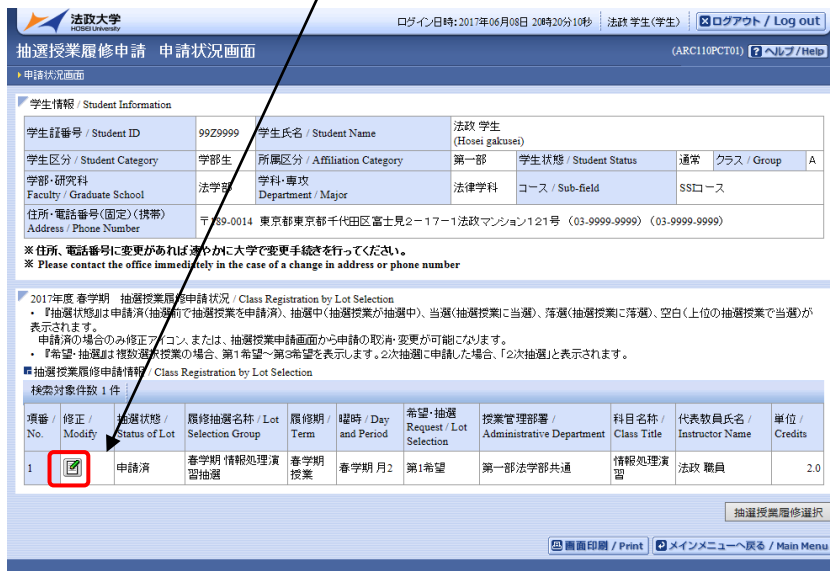 法政大学
HOSEI University
ログイン日時:2017年06月08日 20時20分10秒 法政 学生(学生) ログアウト / Log out
抽選授業履修申請 申請状況画面 (ARC110PCT01) ヘルプ/Help
申請状況画面
学生情報 / Student Information
学生証番号 / Student ID 99Z9999 学生氏名 / Student Name 法政 学生
(Hosei gakusei)
学生区分 / Student Category 学部生 所属区分 / Affiliation Category 第一部 学生状態 / Student Status 通常 クラス / Group A
学部・研究科
Faculty / Graduate School 法学部 学科・専攻
Department / Major 法律学科 コース / Sub-field SSIコース
住所・電話番号(固定)(携帯)
Address / Phone Number 〒189-0014 東京都東京都千代田区富士見2-17-1法政マンション121号 (03-9999-9999) (03-9999-9999)
※住所、電話番号に変更があれば速やかに大学で変更手続きを行ってください。
※ Please contact the office immediately in the case of a change in address or phone number
2017年度 春学期 抽選授業履修申請状況 / Class Registration by Lot Selection
・ 『抽選状態』は申請済(抽選前で抽選授業を申請済)、抽選中(抽選授業が抽選中)、当選(抽選授業に当選)、落選(抽選授業に落選)、空白(上位の抽選授業で当選)が
表示されます。
申請済の場合のみ修正アイコン、または、抽選授業申請画面から申請の取消・変更が可能になります。
・ 『希望・抽選』は複数選択授業の場合、第1希望~第3希望を表示します。2次抽選に申請した場合、「2次抽選」と表示されます。
抽選授業履修申請情報 / Class Registration by Lot Selection
検索対象件数 1件
項番 /
No. 修正 /
Modify 抽選状態 /
Status of Lot 履修抽選名称 / Lot
Selection Group 履修期 /
Term 曜時 / Day
and Period 希望・抽選
Request / Lot
Selection 授業管理部署 /
Administrative Department 科目名称 /
Class Title 代表教員氏名 /
Instructor Name 単位 /
Credits
1 申請済 春学期 情報処理演
習抽選 春学期
授業 春学期 月2 第1希望 第一部法学部共通 情報処理演
習 法政 職員 2.0
抽選授業履修選択
画面印刷 / Print メインメニューへ戻る / Main Menu